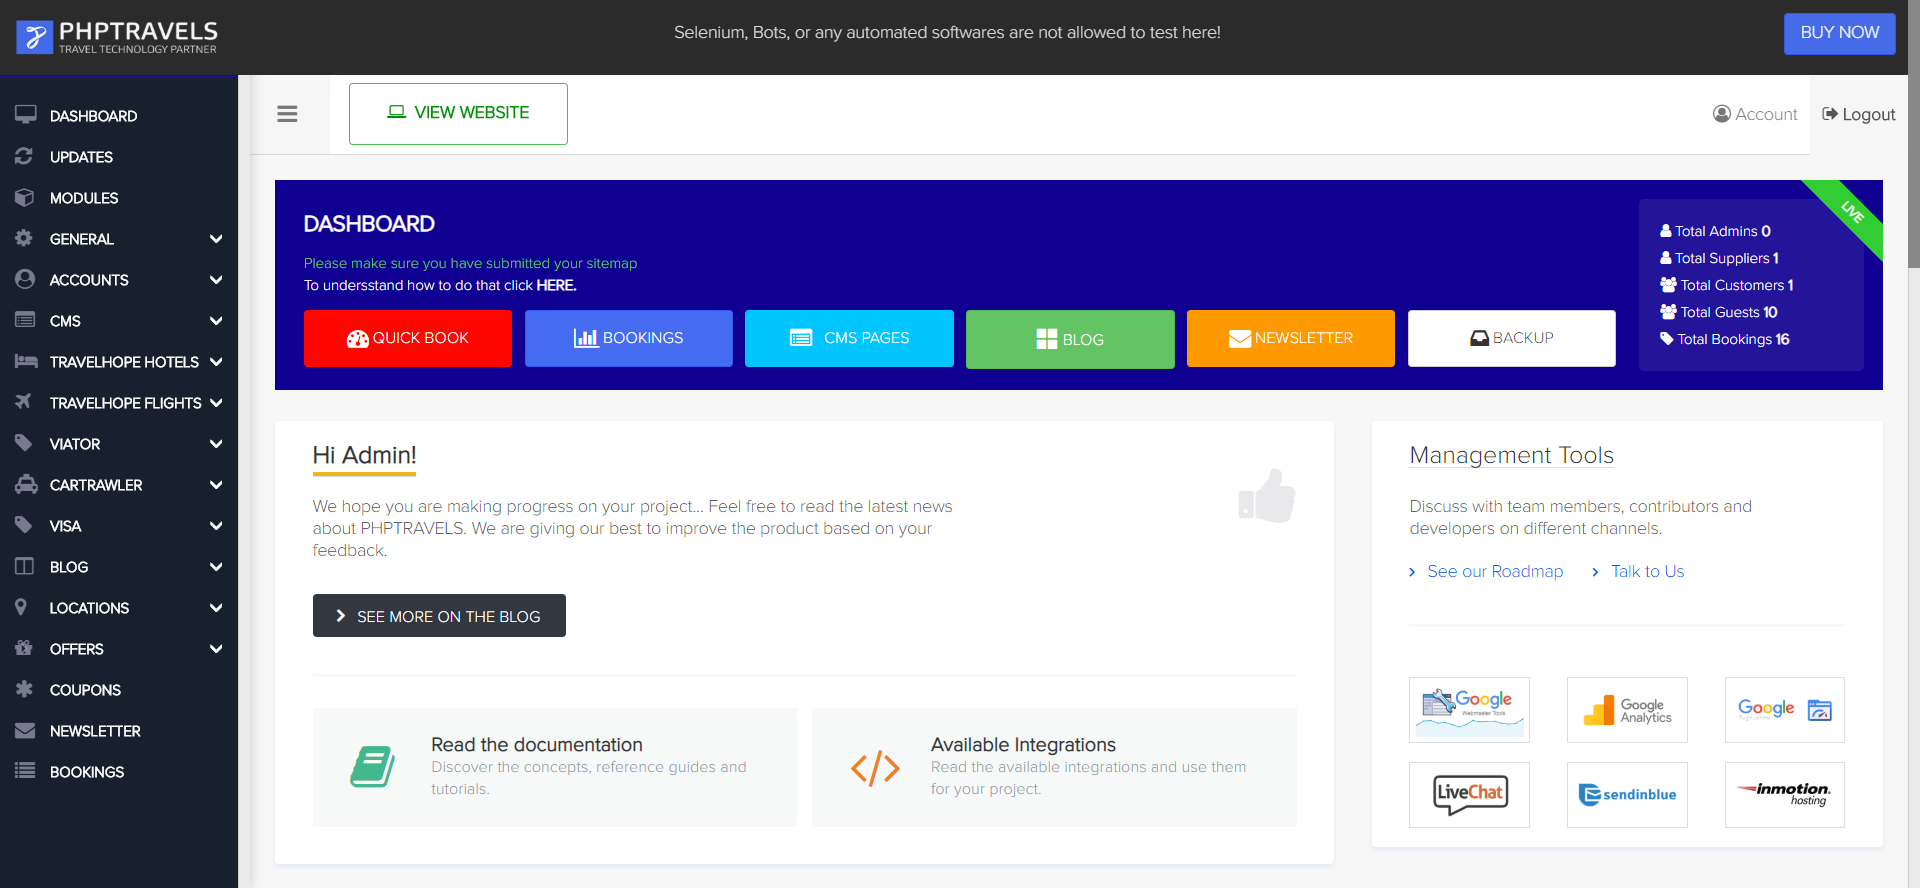 PHPTRAVELS
TRAVEL TECHNOLOGY PARTNER
Selenium, Bots, or any automated softwares are not allowed to test here!
BUY NOW
DASHBOARD
UPDATES
MODULES
GENERAL
ACCOUNTS
CMS
TRAVELHOPE HOTELS
TRAVELHOPE FLIGHTS
VIATOR
CARTRAWLER
VISA
BLOG
LOCATIONS
OFFERS
COUPONS
NEWSLETTER
BOOKINGS
VIEW WEBSITE
Account
Logout
DASHBOARD
Please make sure you have submitted your sitemap
To undersstand how to do that click HERE.
QUICK BOOK
BOOKINGS
CMS PAGES
BLOG
NEWSLETTER
BACKUP
LIVE
Total Admins 0
Total Suppliers 1
Total Customers 1
Total Guests 10
Total Bookings 16
Hi Admin!
We hope you are making progress on your project... Feel free to read the latest news
about PHPTRAVELS. We are giving our best to improve the product based on your
feedback.
SEE MORE ON THE BLOG
Read the documentation
Discover the concepts, reference guides and
tutorials.
Available Integrations
Read the available integrations and use them
for your project.
Management Tools
Discuss with team members, contributors and
developers on different channels.
See our Roadmap
Talk to Us
Google
Webmaster Tools
Google
Analytics
Google
LiveChat
sendinblue
inmotion
hosting